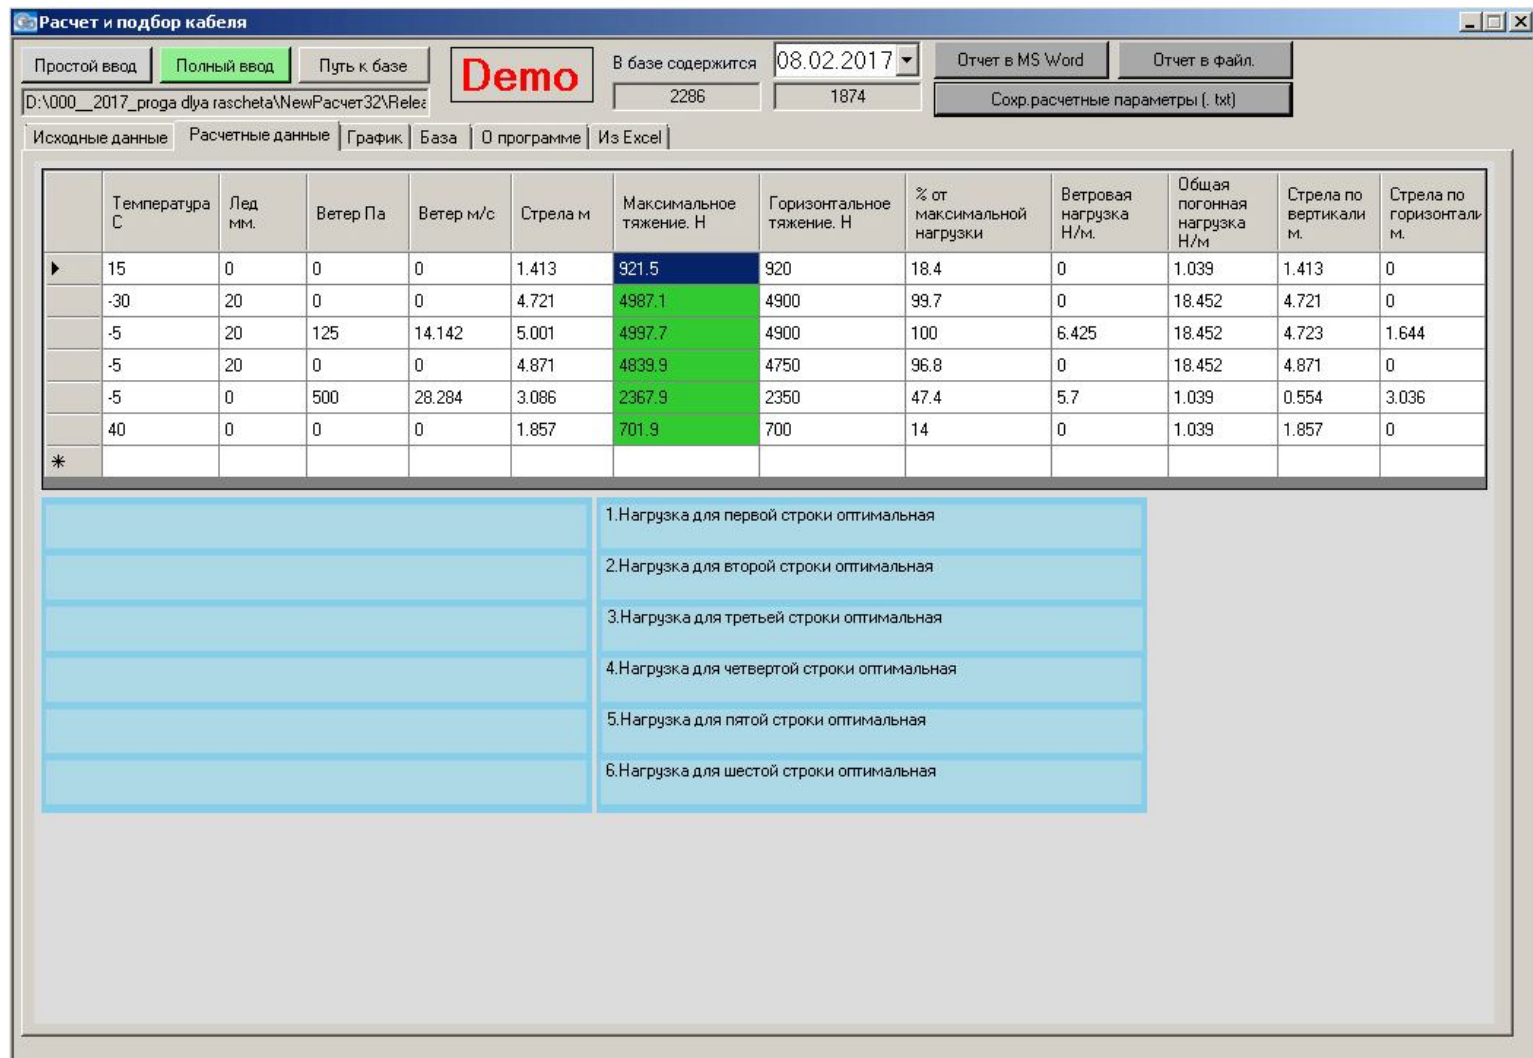 Расчет и подбор кабеля
Простой ввод Полный ввод Путь к базе Demo В базе содержится 08.02.2017 Отчет в MS Word Отчет в файл.
D:\000__2017_proga dlya rascheta\NewРасчет32\Relea 2286 1874 Сохр.расчетные параметры (. txt)
Исходные данные Расчетные данные График База О программе Из Excel
Температура С Лед мм. Ветер Па Ветер м/с Стрела м Максимальное тяжение. Н Горизонтальное тяжение. Н % от максимальной нагрузки Ветровая нагрузка Н/м. Общая погонная нагрузка Н/м Стрела по вертикали м. Стрела по горизонтали м.
15 0 0 0 1.413 921.5 920 18.4 0 1.039 1.413 0
-30 20 0 0 4.721 4987.1 4900 99.7 0 18.452 4.721 0
-5 20 125 14.142 5.001 4997.7 4900 100 6.425 18.452 4.723 1.644
-5 20 0 0 4.871 4839.9 4750 96.8 0 18.452 4.871 0
-5 0 500 28.284 3.086 2367.9 2350 47.4 5.7 1.039 0.554 3.036
40 0 0 0 1.857 701.9 700 14 0 1.039 1.857 0
1.Нагрузка для первой строки оптимальная
2.Нагрузка для второй строки оптимальная
3.Нагрузка для третьей строки оптимальная
4.Нагрузка для четвертой строки оптимальная
5.Нагрузка для пятой строки оптимальная
6.Нагрузка для шестой строки оптимальная